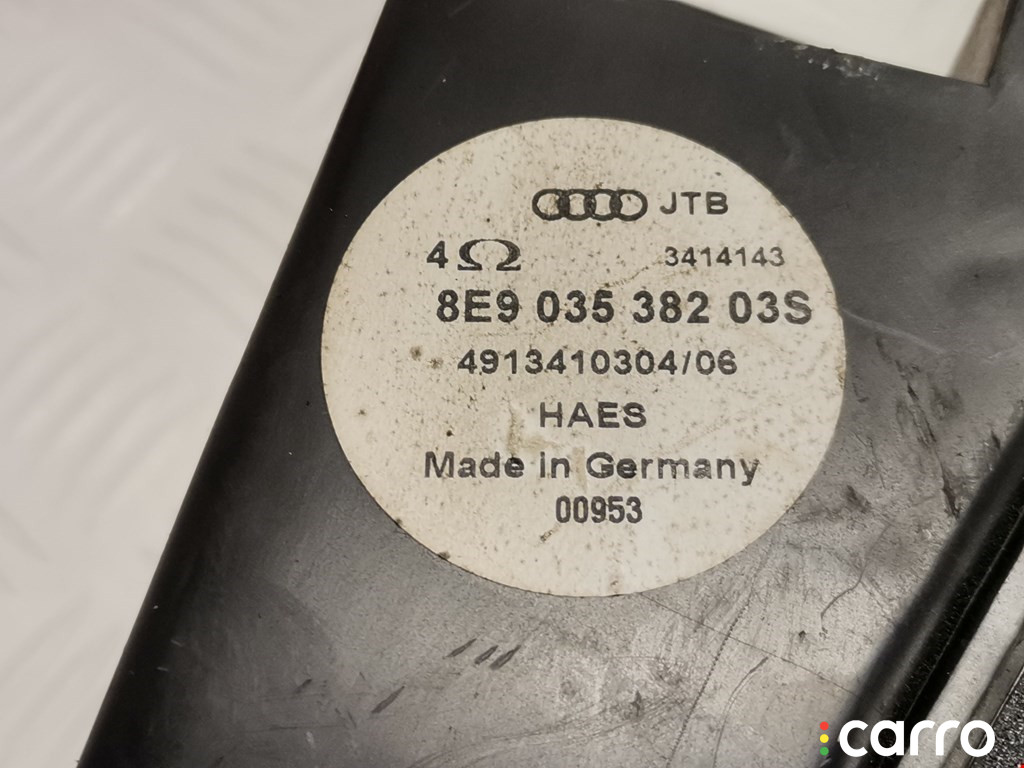 JTB
4Ω 3414143
8E9 035 382 03S
4913410304/06
HAES
Made in Germany
00953
carro